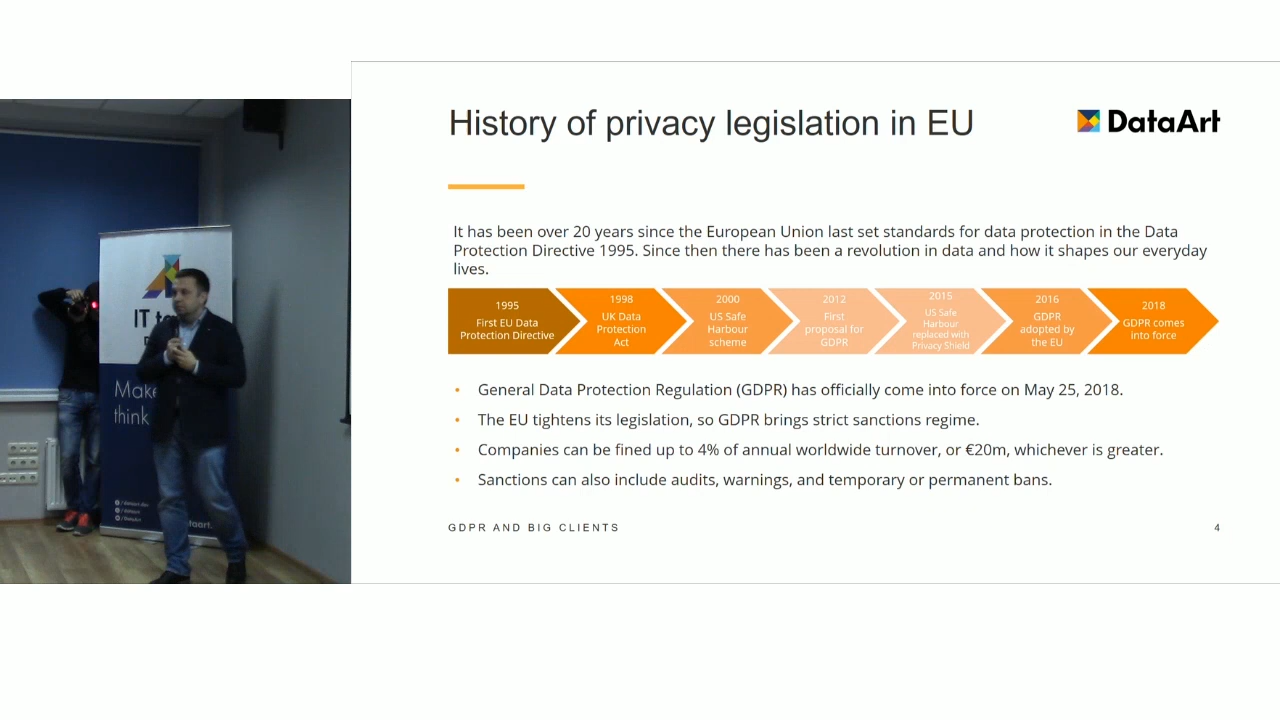 History of privacy legislation in EU
DataArt
It has been over 20 years since the European Union last set standards for data protection in the Data
Protection Directive 1995. Since then there has been a revolution in data and how it shapes our everyday
lives.
1995
First EU Data
Protection Directive
1998
UK Data
Protection
Act
2000
US Safe
Harbour
scheme
2012
First
proposal for
GDPR
2015
US Safe
Harbour
replaced with
Privacy Shield
2016
GDPR
adopted by
the EU
2018
GDPR comes
into force
• General Data Protection Regulation (GDPR) has officially come into force on May 25, 2018.
• The EU tightens its legislation, so GDPR brings strict sanctions regime.
• Companies can be fined up to 4% of annual worldwide turnover, or €20m, whichever is greater.
• Sanctions can also include audits, warnings, and temporary or permanent bans.
GDPR AND BIG CLIENTS
4
IT
Make
think